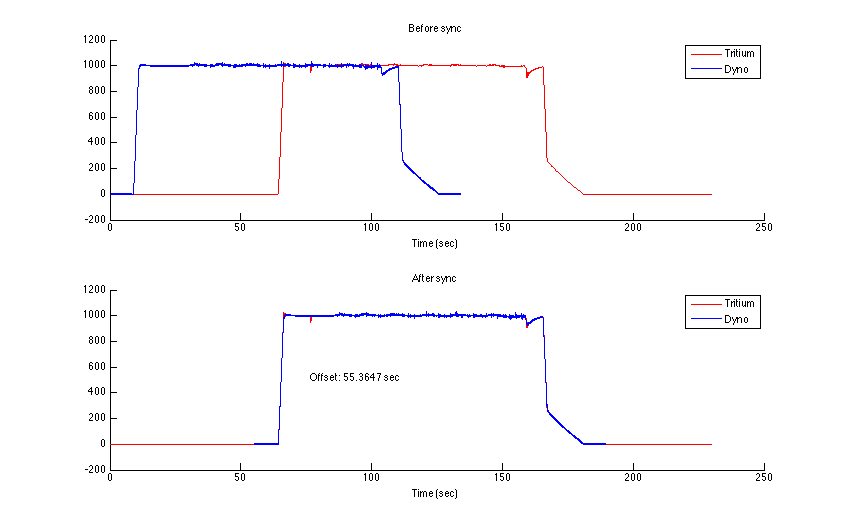 Before sync
1200
1000
800
600
400
200
0
-200
0 50 100 150 200 250
Time (sec)
Tritium
Dyno
After sync
1200
1000
800
600
400
200
0
-200
0 50 100 150 200 250
Time (sec)
Tritium
Dyno
Offset: 55.3647 sec